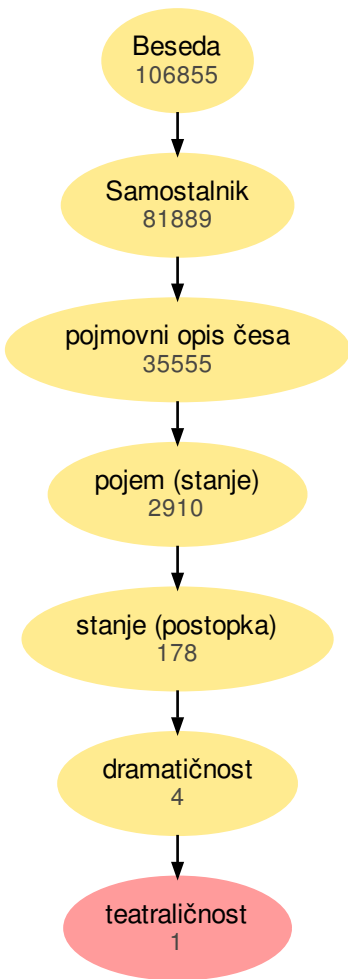 Beseda
106855
Samostalnik
81889
pojmovni opis česa
35555
pojem (stanje)
2910
stanje (postopka)
178
dramatičnost
4
teatraličnost
1